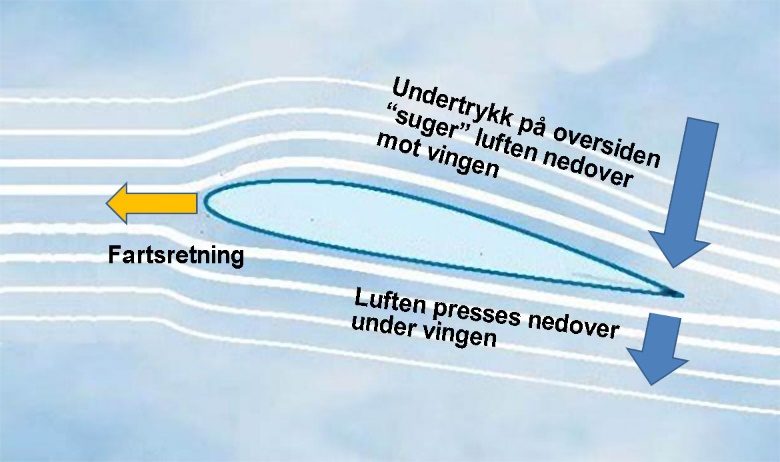 Undertrykk på oversiden
“suger” luften nedover
mot vingen
Fartsretning
Luften presses nedover
under vingen